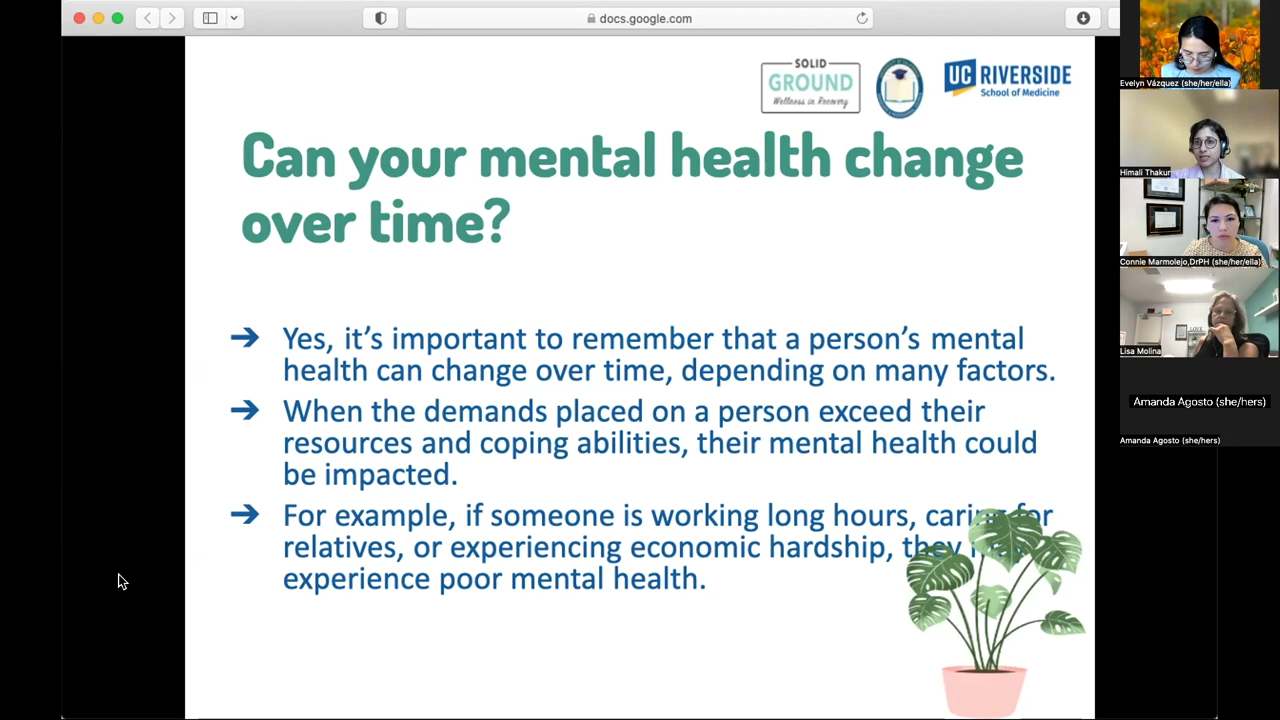 docs.google.com
SOLID
GROUND
Wellness in Recovery
UC RIVERSIDE
School of Medicine
Can your mental health change
over time?
➔ Yes, it’s important to remember that a person’s mental
health can change over time, depending on many factors.
➔ When the demands placed on a person exceed their
resources and coping abilities, their mental health could
be impacted.
➔ For example, if someone is working long hours, caring for
relatives, or experiencing economic hardship, they may
experience poor mental health.
Evelyn Vázquez (she/her/ella)
Himali Thakur
Connie Marmolejo,DrPH (she/her/ella)
LOVE
Lisa Molina
Amanda Agosto (she/hers)
Amanda Agosto (she/hers)